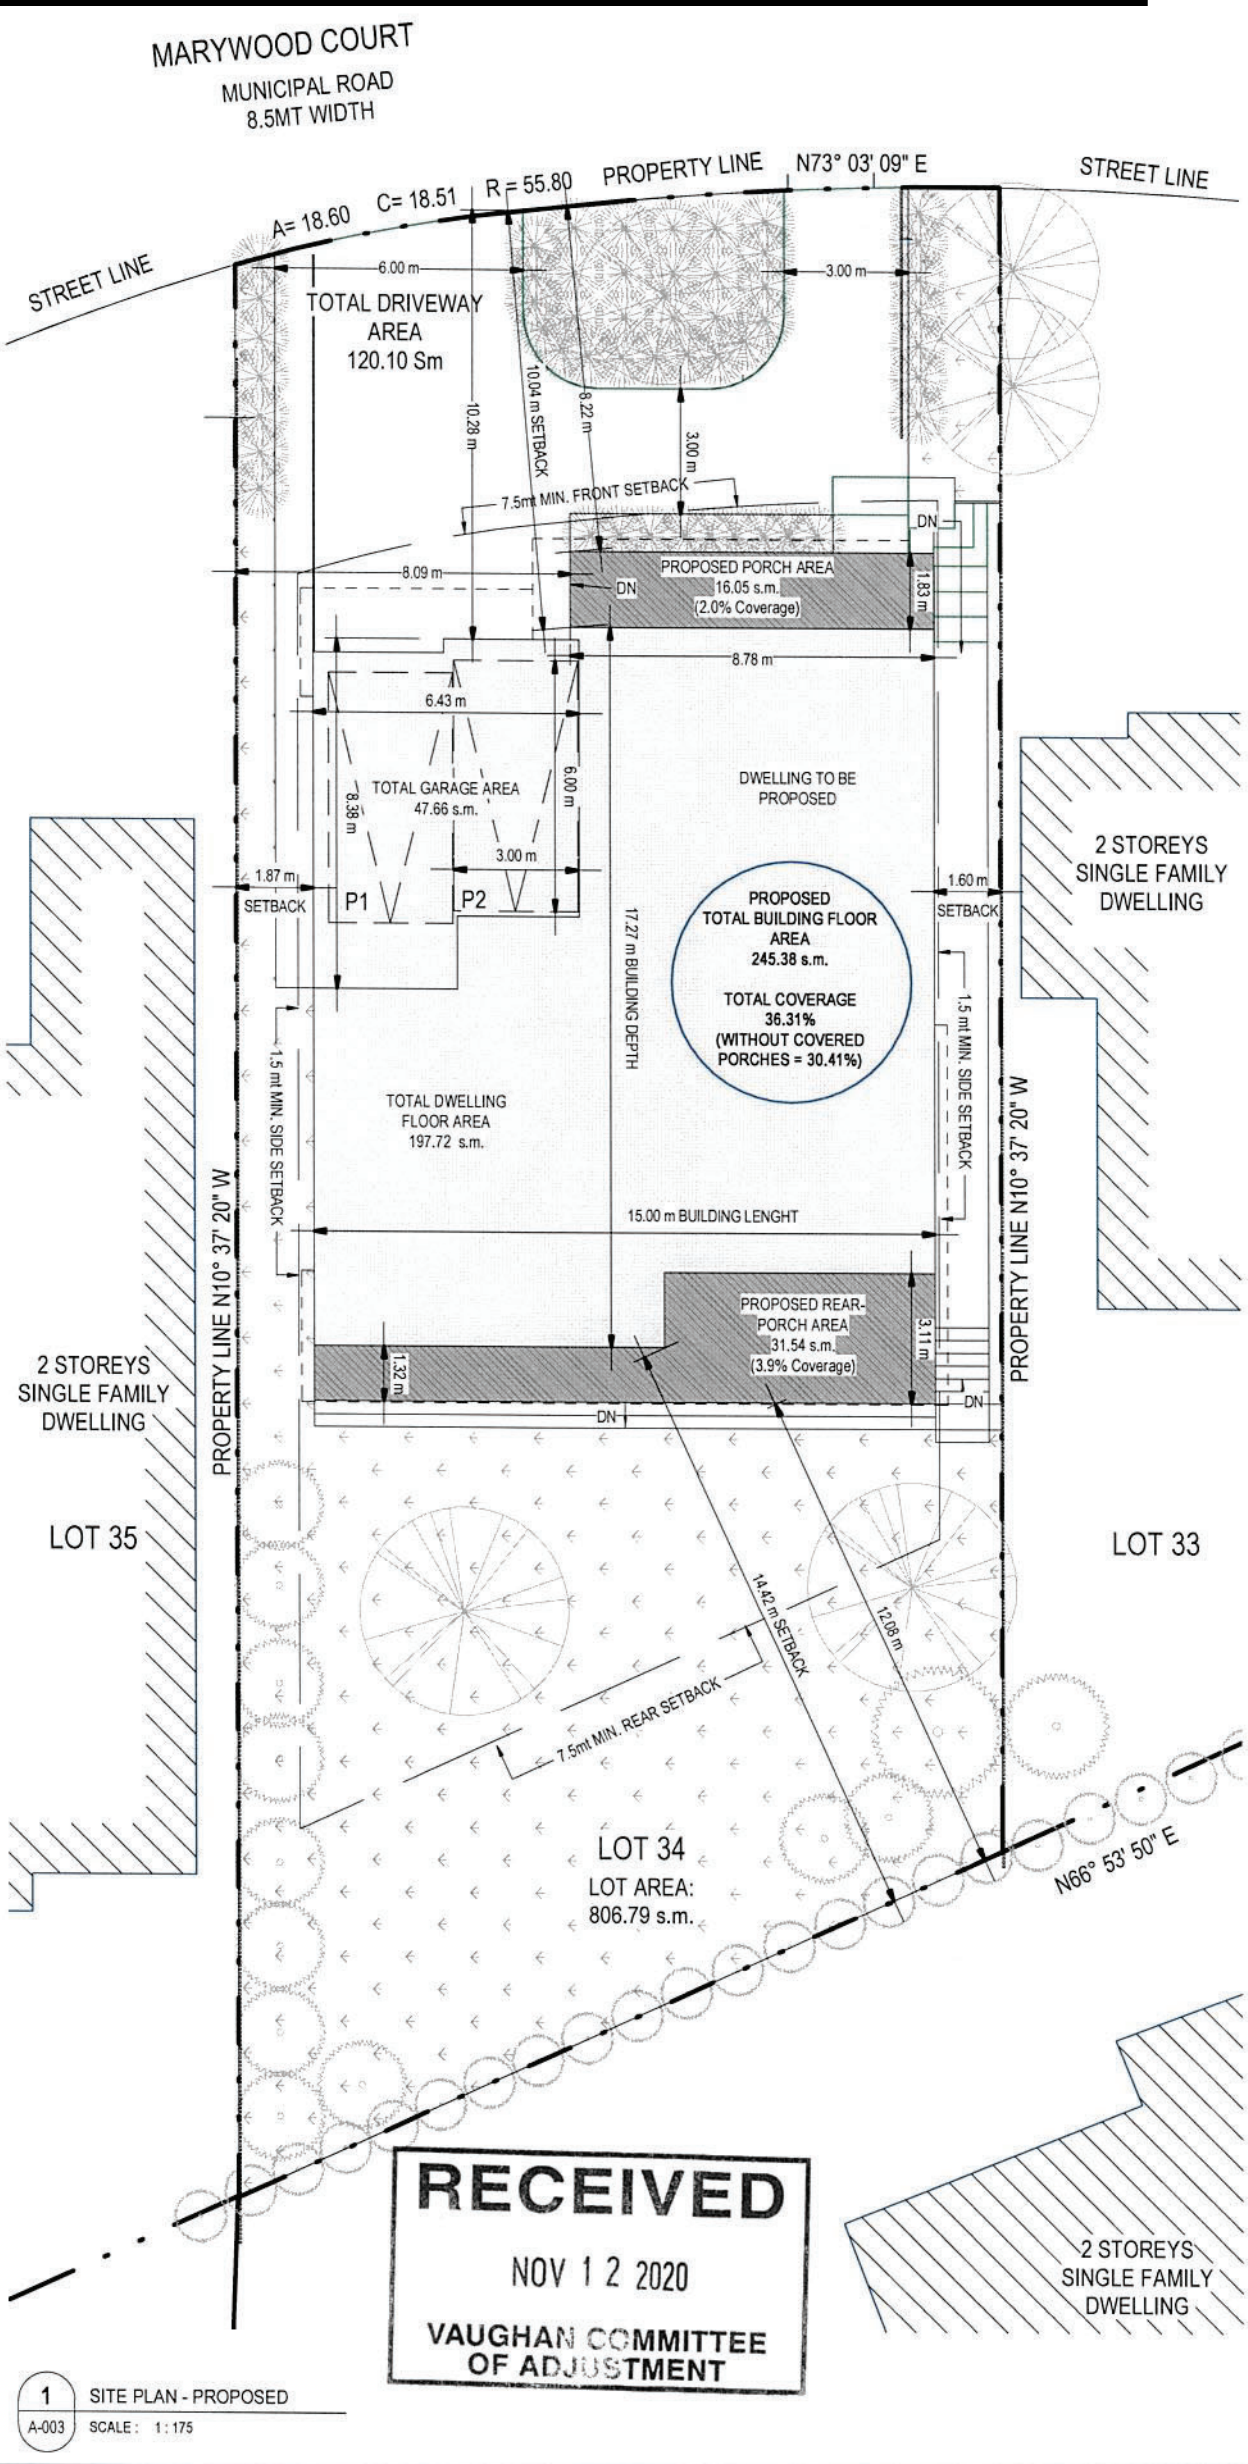 MARYWOOD COURT
MUNICIPAL ROAD
8.5MT WIDTH
STREET LINE
A= 18.60
C= 18.51
R = 55.80
PROPERTY LINE
N73° 03' 09" E
STREET LINE
6.00 m
3.00 m
TOTAL DRIVEWAY
AREA
120.10 Sm
10.28 m
10.04 m SETBACK
8.22 m
3.00 m
7.5mt MIN. FRONT SETBACK
DN
8.09 m
DN
PROPOSED PORCH AREA
16.05 s.m.
(2.0% Coverage)
1.83 m
8.78 m
6.43 m
TOTAL GARAGE AREA
47.66 s.m.
8.38 m
6.00 m
3.00 m
P1
P2
DWELLING TO BE
PROPOSED
1.87 m
SETBACK
1.60 m
SETBACK
2 STOREYS
SINGLE FAMILY
DWELLING
PROPOSED
TOTAL BUILDING FLOOR
AREA
245.38 s.m.
TOTAL COVERAGE
36.31%
(WITHOUT COVERED
PORCHES = 30.41%)
17.27 m BUILDING DEPTH
1.5 mt MIN. SIDE SETBACK
1.5 mt MIN. SIDE SETBACK
TOTAL DWELLING
FLOOR AREA
197.72 s.m.
PROPERTY LINE N10° 37' 20" W
PROPERTY LINE N10° 37' 20" W
15.00 m BUILDING LENGHT
PROPOSED REAR-
PORCH AREA
31.54 s.m.
(3.9% Coverage)
3.11 m
1.32 m
DN
DN
2 STOREYS
SINGLE FAMILY
DWELLING
LOT 35
LOT 33
14.42 m SETBACK
12.08 m
7.5mt MIN. REAR SETBACK
LOT 34
LOT AREA:
806.79 s.m.
N66° 53' 50" E
RECEIVED
NOV 12 2020
VAUGHAN COMMITTEE
OF ADJUSTMENT
2 STOREYS
SINGLE FAMILY
DWELLING
1
A-003
SITE PLAN - PROPOSED
SCALE : 1 : 175